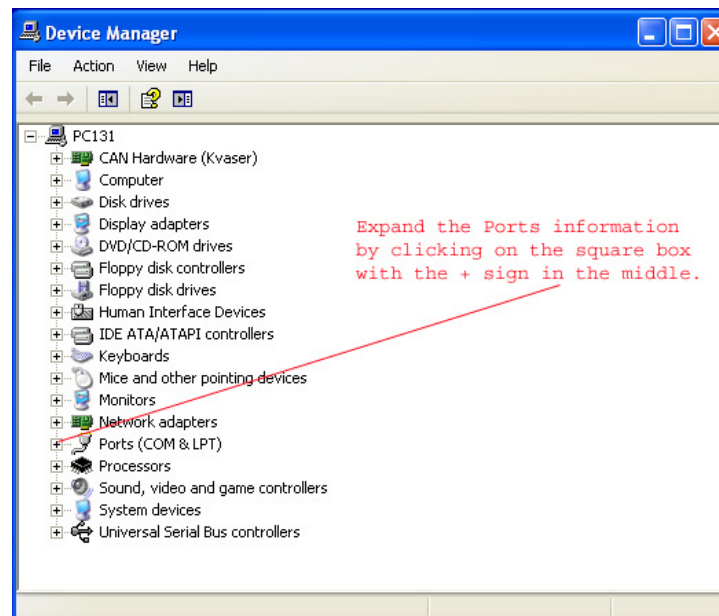 Device Manager
File Action View Help
PC131
CAN Hardware (Kvaser)
Computer
Disk drives
Display adapters
DVD/CD-ROM drives
Floppy disk controllers
Floppy disk drives
Human Interface Devices
IDE ATA/ATAPI controllers
Keyboards
Mice and other pointing devices
Monitors
Network adapters
Ports (COM & LPT)
Processors
Sound, video and game controllers
System devices
Universal Serial Bus controllers
Expand the Ports information
by clicking on the square box
with the + sign in the middle.